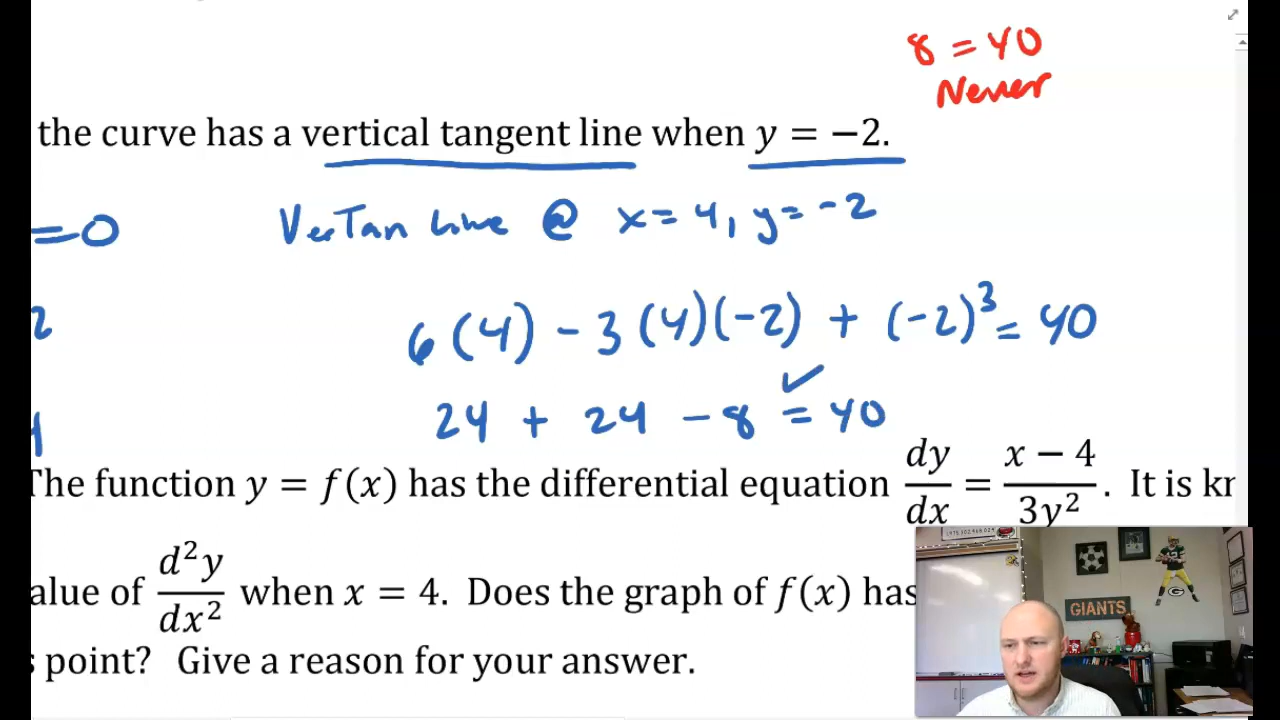 8 = 40
Never
the curve has a vertical tangent line when y = −2.
=0
VerTan Line @ x=4, y=-2
2
6(4) - 3(4)(-2) + (-2)³ = 40
24 + 24 - 8 = 40 ✓
4
The function y = f(x) has the differential equation dy/dx = x − 4/3y². It is kn
alue of d²y/dx² when x = 4. Does the graph of f(x) has
s point? Give a reason for your answer.
GIANTS